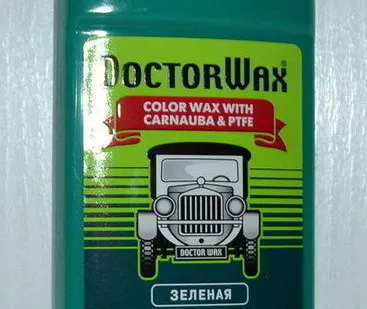 DOCTORWAX
COLOR WAX WITH
CARNAUBA & PTFE
DOCTOR WAX
ЗЕЛЕНАЯ